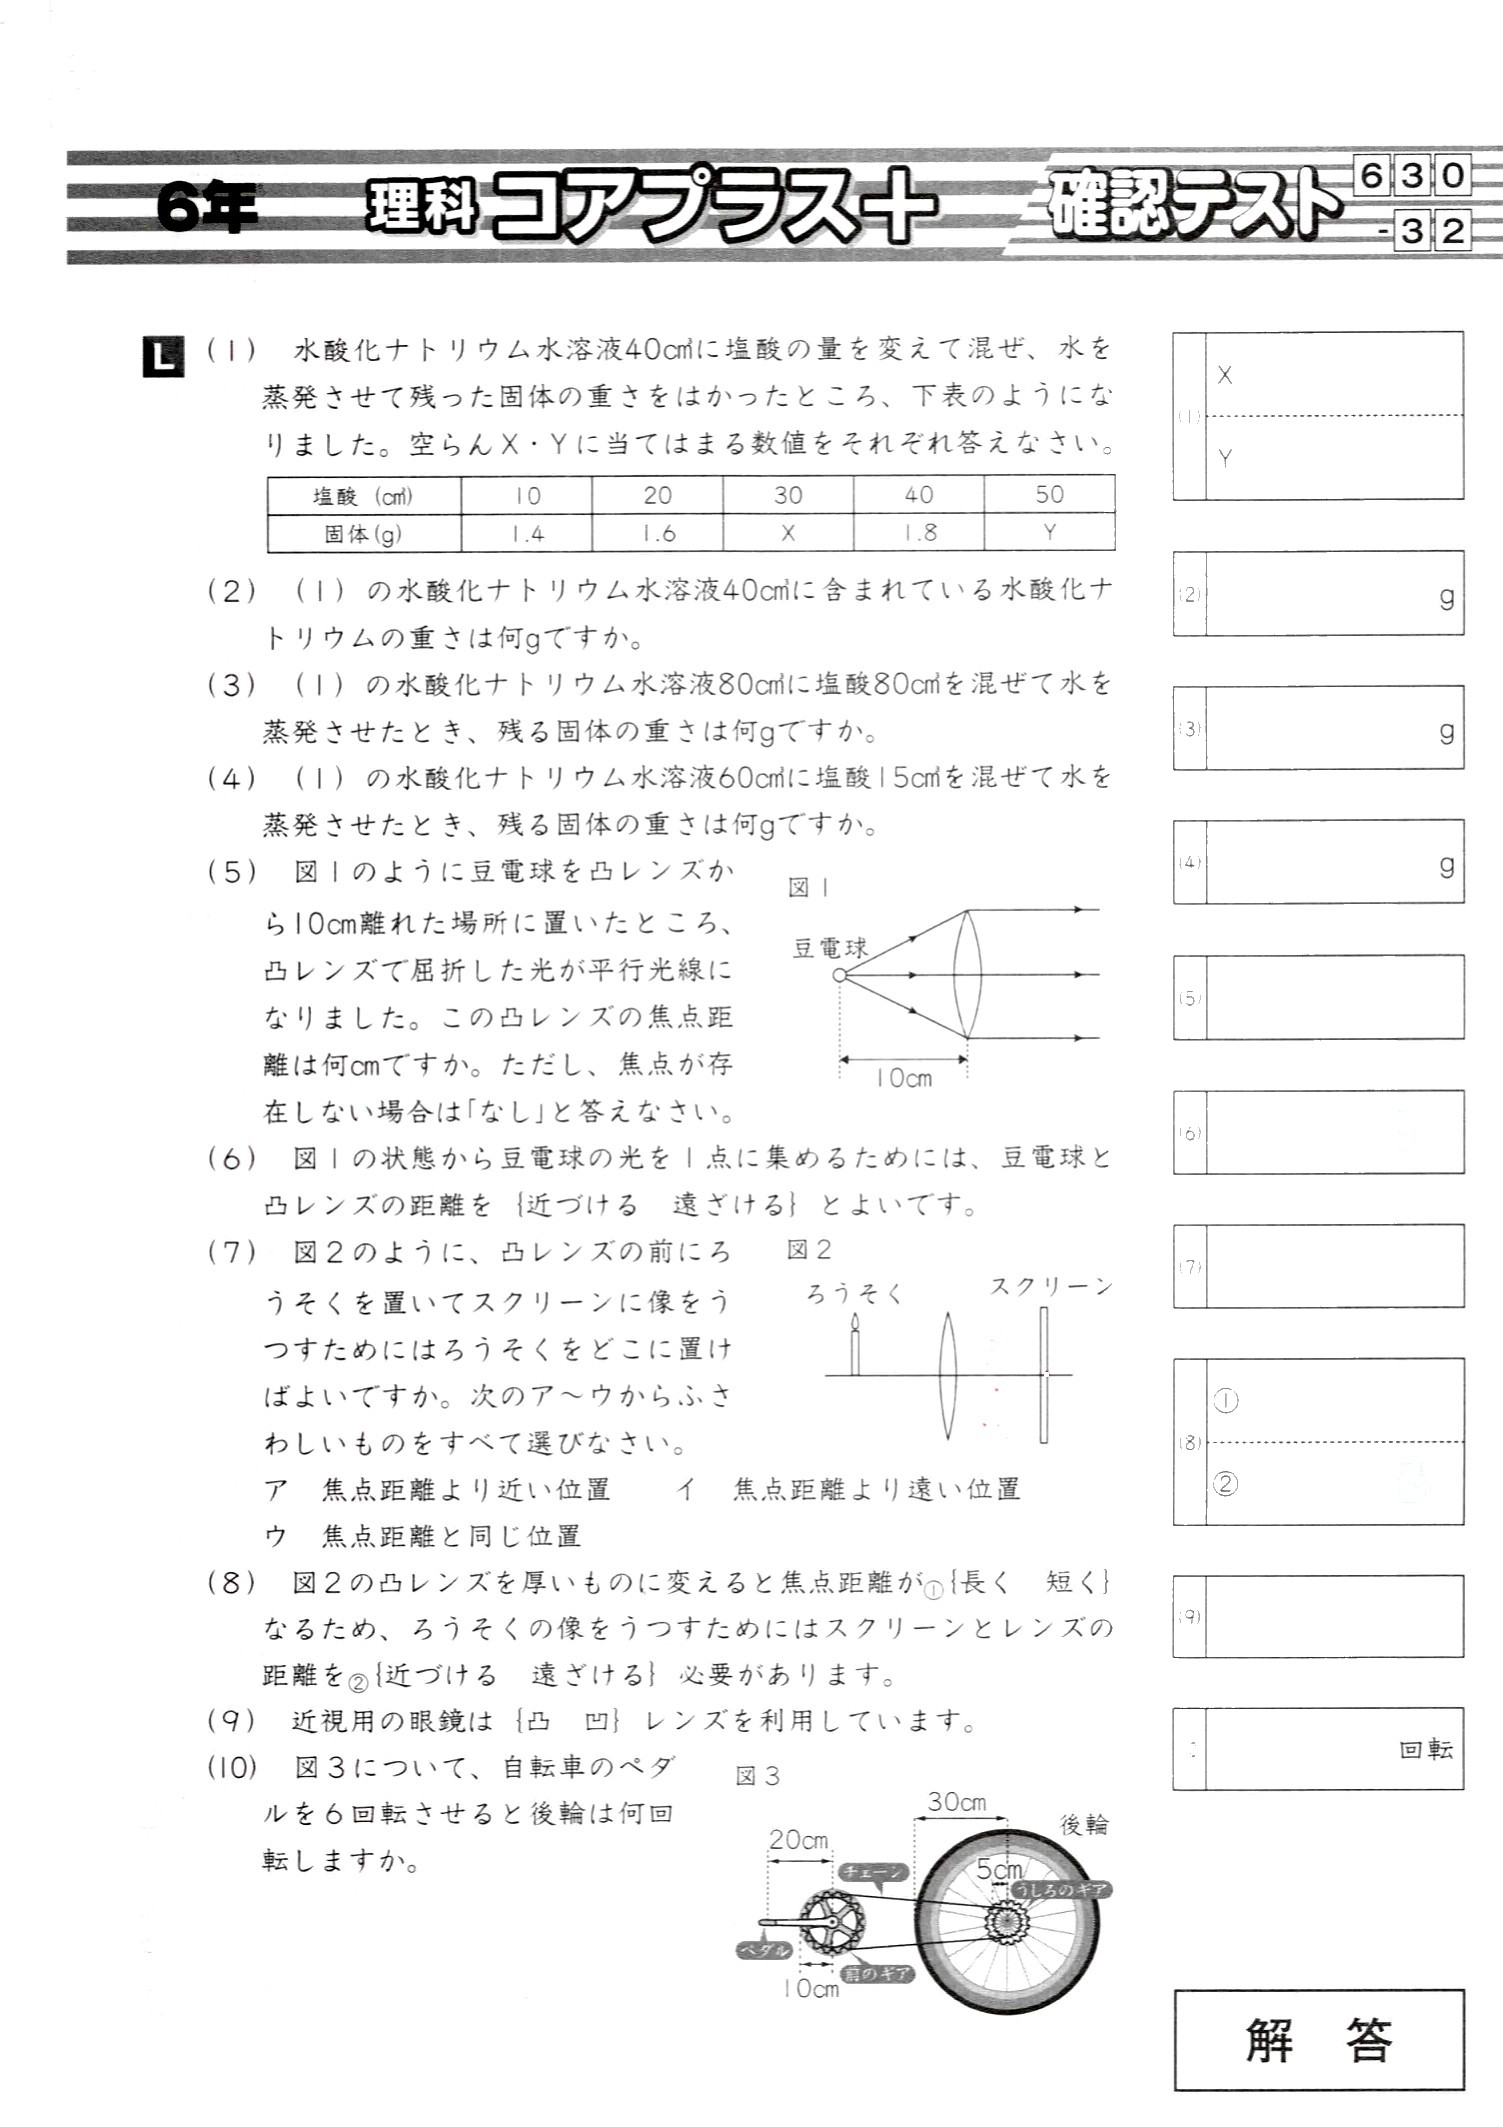 6年 理科 コアプラス＋ 確認テスト 630
-32
L (1) 水酸化ナトリウム水溶液40㎤に塩酸の量を変えて混ぜ、水を
蒸発させて残った固体の重さをはかったところ、下表のようにな
りました。空らんX・Yに当てはまる数値をそれぞれ答えなさい。
塩酸 (㎤) 10 20 30 40 50
固体(g) 1.4 1.6 X 1.8 Y
(2) (1)の水酸化ナトリウム水溶液40㎤に含まれている水酸化ナ
トリウムの重さは何gですか。
(3) (1)の水酸化ナトリウム水溶液80㎤に塩酸80㎤を混ぜて水を
蒸発させたとき、残る固体の重さは何gですか。
(4) (1)の水酸化ナトリウム水溶液60㎤に塩酸15㎤を混ぜて水を
蒸発させたとき、残る固体の重さは何gですか。
(5) 図1のように豆電球を凸レンズか
ら10cm離れた場所に置いたところ、
凸レンズで屈折した光が平行光線に
なりました。この凸レンズの焦点距
離は何cmですか。ただし、焦点が存
在しない場合は「なし」と答えなさい。
図1
豆電球
10cm
(6) 図1の状態から豆電球の光を1点に集めるためには、豆電球と
凸レンズの距離を {近づける 遠ざける} とよいです。
(7) 図2のように、凸レンズの前にろ
うそくを置いてスクリーンに像をう
つすためにはろうそくをどこに置け
ばよいですか。次のア～ウからふさ
わしいものをすべて選びなさい。
図2
ろうそく
スクリーン
ア 焦点距離より近い位置 イ 焦点距離より遠い位置
ウ 焦点距離と同じ位置
(8) 図2の凸レンズを厚いものに変えると焦点距離が①{長く 短く}
なるため、ろうそくの像をうつすためにはスクリーンとレンズの
距離を②{近づける 遠ざける} 必要があります。
(9) 近視用の眼鏡は {凸 凹} レンズを利用しています。
(10) 図3について、自転車のペダ
ルを6回転させると後輪は何回
転しますか。
図3
30cm
後輪
20cm
チェーン
5cm
うしろのギア
ペダル
前のギア
10cm
(1) X
Y
(2) g
(3) g
(4) g
(5)
(6)
(7)
(8) ①
②
(9)
回転
解 答